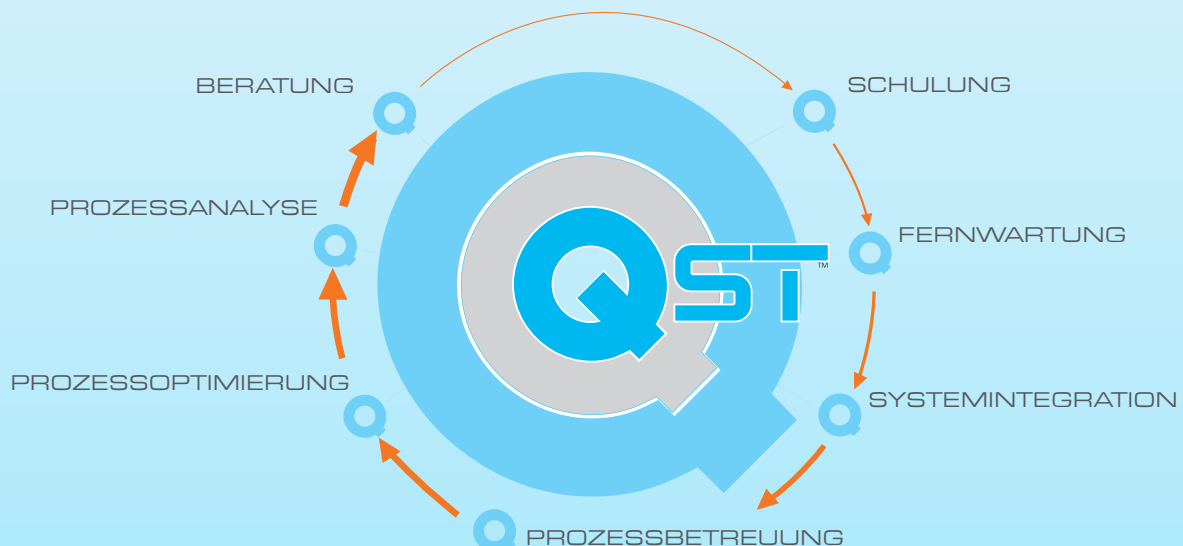 BERATUNG
SCHULUNG
PROZESSANALYSE
FERNWARTUNG
QST™
PROZESSOPTIMIERUNG
SYSTEMINTEGRATION
PROZESSBETREUUNG